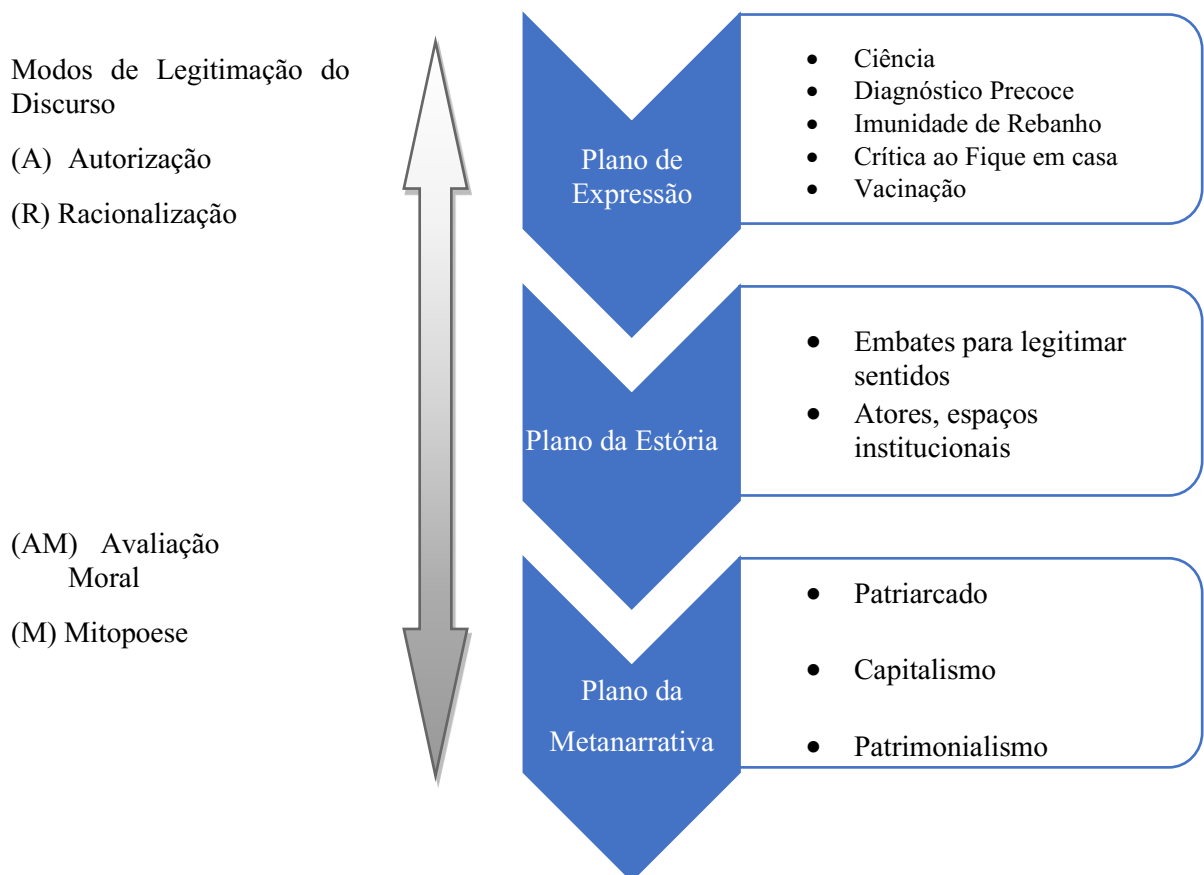 Modos de Legitimação do
Discurso
(A) Autorização
(R) Racionalização
(AM) Avaliação
Moral
(M) Mitopoese
Plano de
Expressão
• Ciência
• Diagnóstico Precoce
• Imunidade de Rebanho
• Crítica ao Fique em casa
• Vacinação
Plano da Estória
• Embates para legitimar
sentidos
• Atores, espaços
institucionais
Plano da
Metanarrativa
• Patriarcado
• Capitalismo
• Patrimonialismo